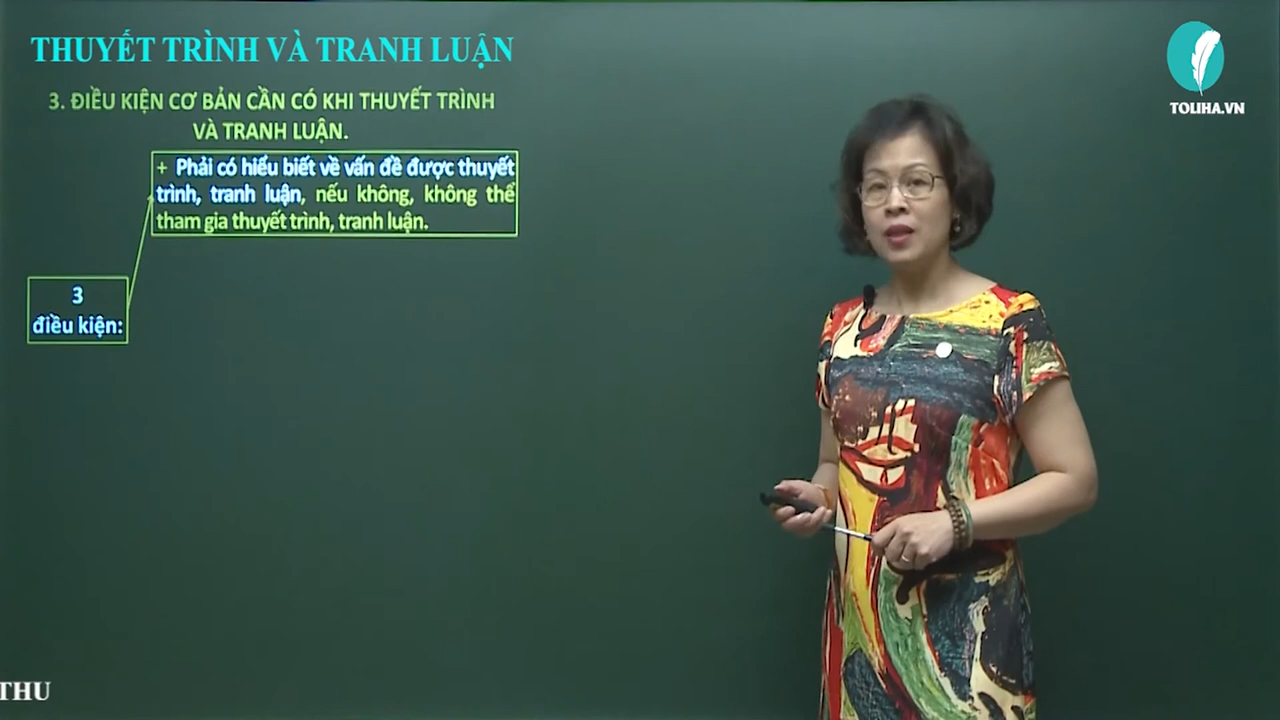 THUYẾT TRÌNH VÀ TRANH LUẬN
TOLIHA.VN
3. ĐIỀU KIỆN CƠ BẢN CẦN CÓ KHI THUYẾT TRÌNH
VÀ TRANH LUẬN.
+ Phải có hiểu biết về vấn đề được thuyết
trình, tranh luận, nếu không, không thể
tham gia thuyết trình, tranh luận.
3
điều kiện:
THU